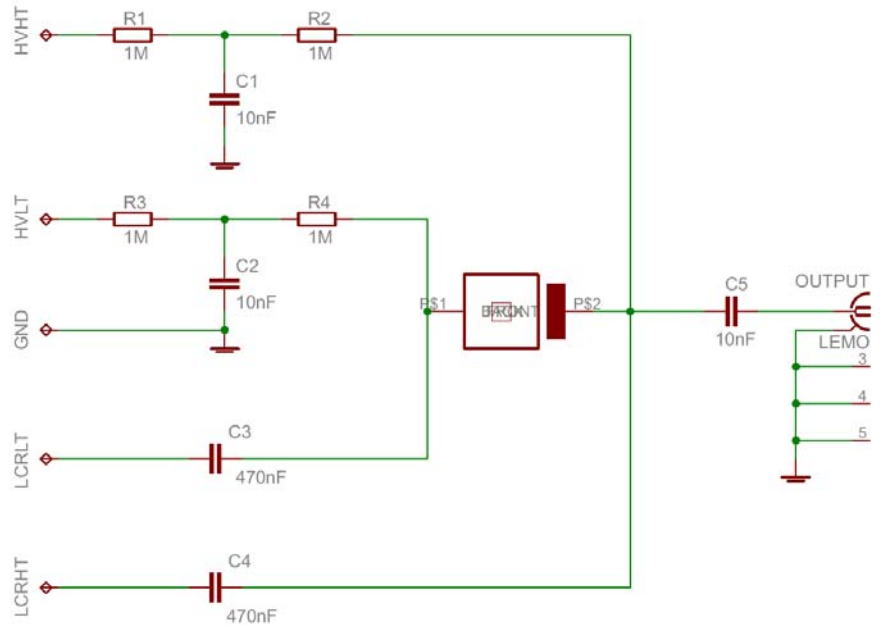 HVHT
R1
1M
R2
1M
C1
10nF
HVLT
R3
1M
R4
1M
C2
10nF
GND
P$1
P$2
C5
10nF
OUTPUT
LEMO
3
4
5
LCRLT
C3
470nF
LCRHT
C4
470nF